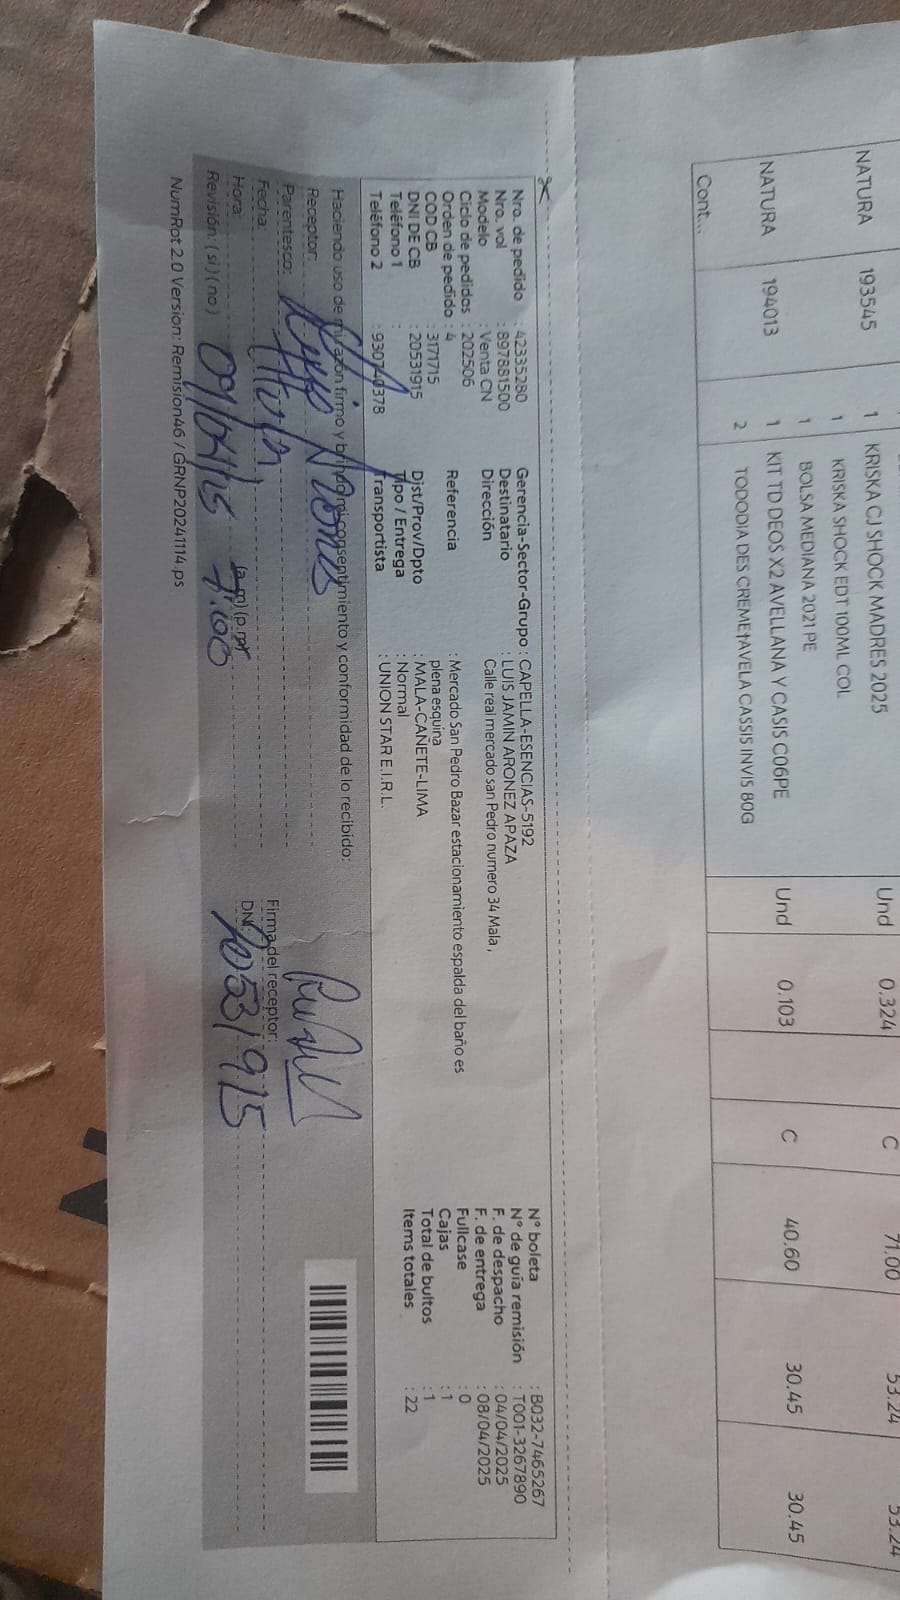 NATURA 193545 1 KRISKA CJ SHOCK MADRES 2025 Und 0.324 C 71.00 53.24 53.24
1 KRISKA SHOCK EDT 100ML COL
1 BOLSA MEDIANA 2021 PE
NATURA 194013 1 KIT TD DEOS X2 AVELLANA Y CASIS C06PE Und 0.103 C 40.60 30.45 30.45
2 TODODIA DES CREME†AVELA CASSIS INVIS 80G
Cont...
Nro. de pedido : 42335280 Gerencia-Sector-Grupo : CAPELLA-ESENCIAS-5192 N° boleta : B032-7465267
Nro. vol : 897881500 Destinatario : LUIS JAMIN ARONEZ APAZA N° de guía remisión : T001-3267890
Modelo : Venta CN Dirección Calle real mercado san Pedro numero 34 Mala, F. de despacho : 04/04/2025
Ciclo de pedidos : 202506 F. de entrega : 08/04/2025
Orden de pedido : 4 Referencia : Mercado San Pedro Bazar estacionamiento espalda del baño es Fullcase : 0
COD CB : 3171715 plena esquina Cajas : 1
DNI DE CB : 20531915 Dist/Prov/Dpto : MALA-CAÑETE-LIMA Total de bultos : 1
Teléfono 1 : Tipo / Entrega : Normal Items totales : 22
Teléfono 2 : 930740378 Transportista : UNION STAR E.I.R.L.
Haciendo uso de mi razón firmo y brindo mi consentimiento y conformidad de lo recibido:
Receptor:
Parentesco:
Fecha: Firma del receptor:
Hora: (a.m) (p.m) 7:00 DNI: 20531915
Revisión: (si) (no)
NumRot 2.0 Version: Remision46 / GRNP20241114.ps